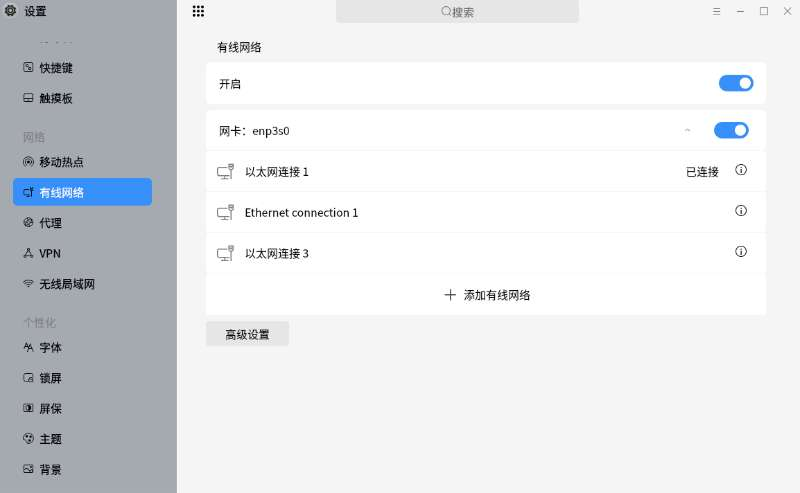 设置
搜索
快捷键
触摸板
网络
移动热点
有线网络
代理
VPN
无线局域网
个性化
字体
锁屏
屏保
主题
背景
有线网络
开启
网卡：enp3s0
以太网连接 1
已连接
Ethernet connection 1
以太网连接 3
添加有线网络
高级设置